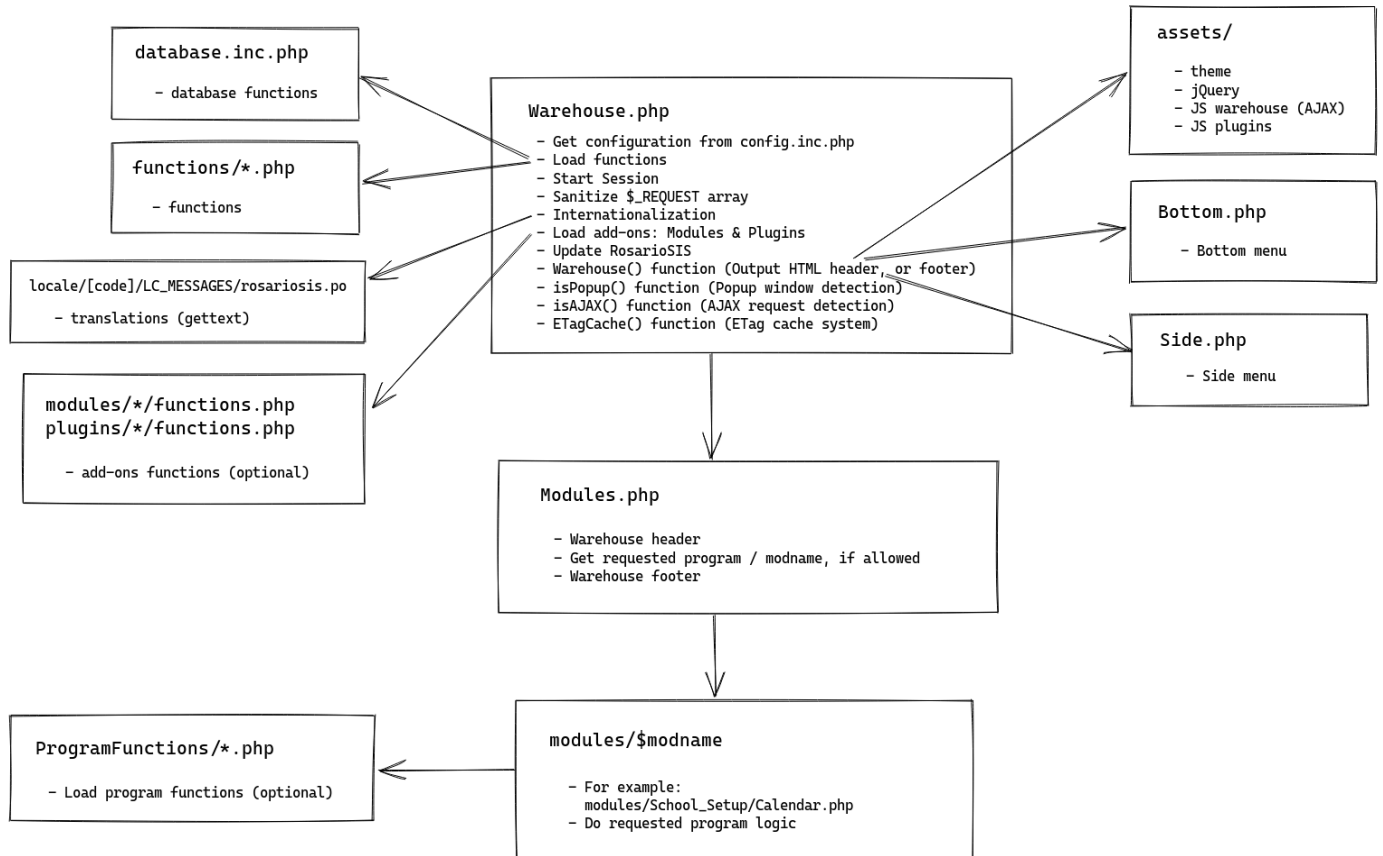 database.inc.php
- database functions
functions/*.php
- functions
locale/[code]/LC_MESSAGES/rosariosis.po
- translations (gettext)
modules/*/functions.php
plugins/*/functions.php
- add-ons functions (optional)
Warehouse.php
- Get configuration from config.inc.php
- Load functions
- Start Session
- Sanitize $_REQUEST array
- Internationalization
- Load add-ons: Modules & Plugins
- Update RosarioSIS
- Warehouse() function (Output HTML header, or footer)
- isPopup() function (Popup window detection)
- isAJAX() function (AJAX request detection)
- ETagCache() function (ETag cache system)
assets/
- theme
- jQuery
- JS warehouse (AJAX)
- JS plugins
Bottom.php
- Bottom menu
Side.php
- Side menu
Modules.php
- Warehouse header
- Get requested program / modname, if allowed
- Warehouse footer
ProgramFunctions/*.php
- Load program functions (optional)
modules/$modname
- For example:
modules/School_Setup/Calendar.php
- Do requested program logic